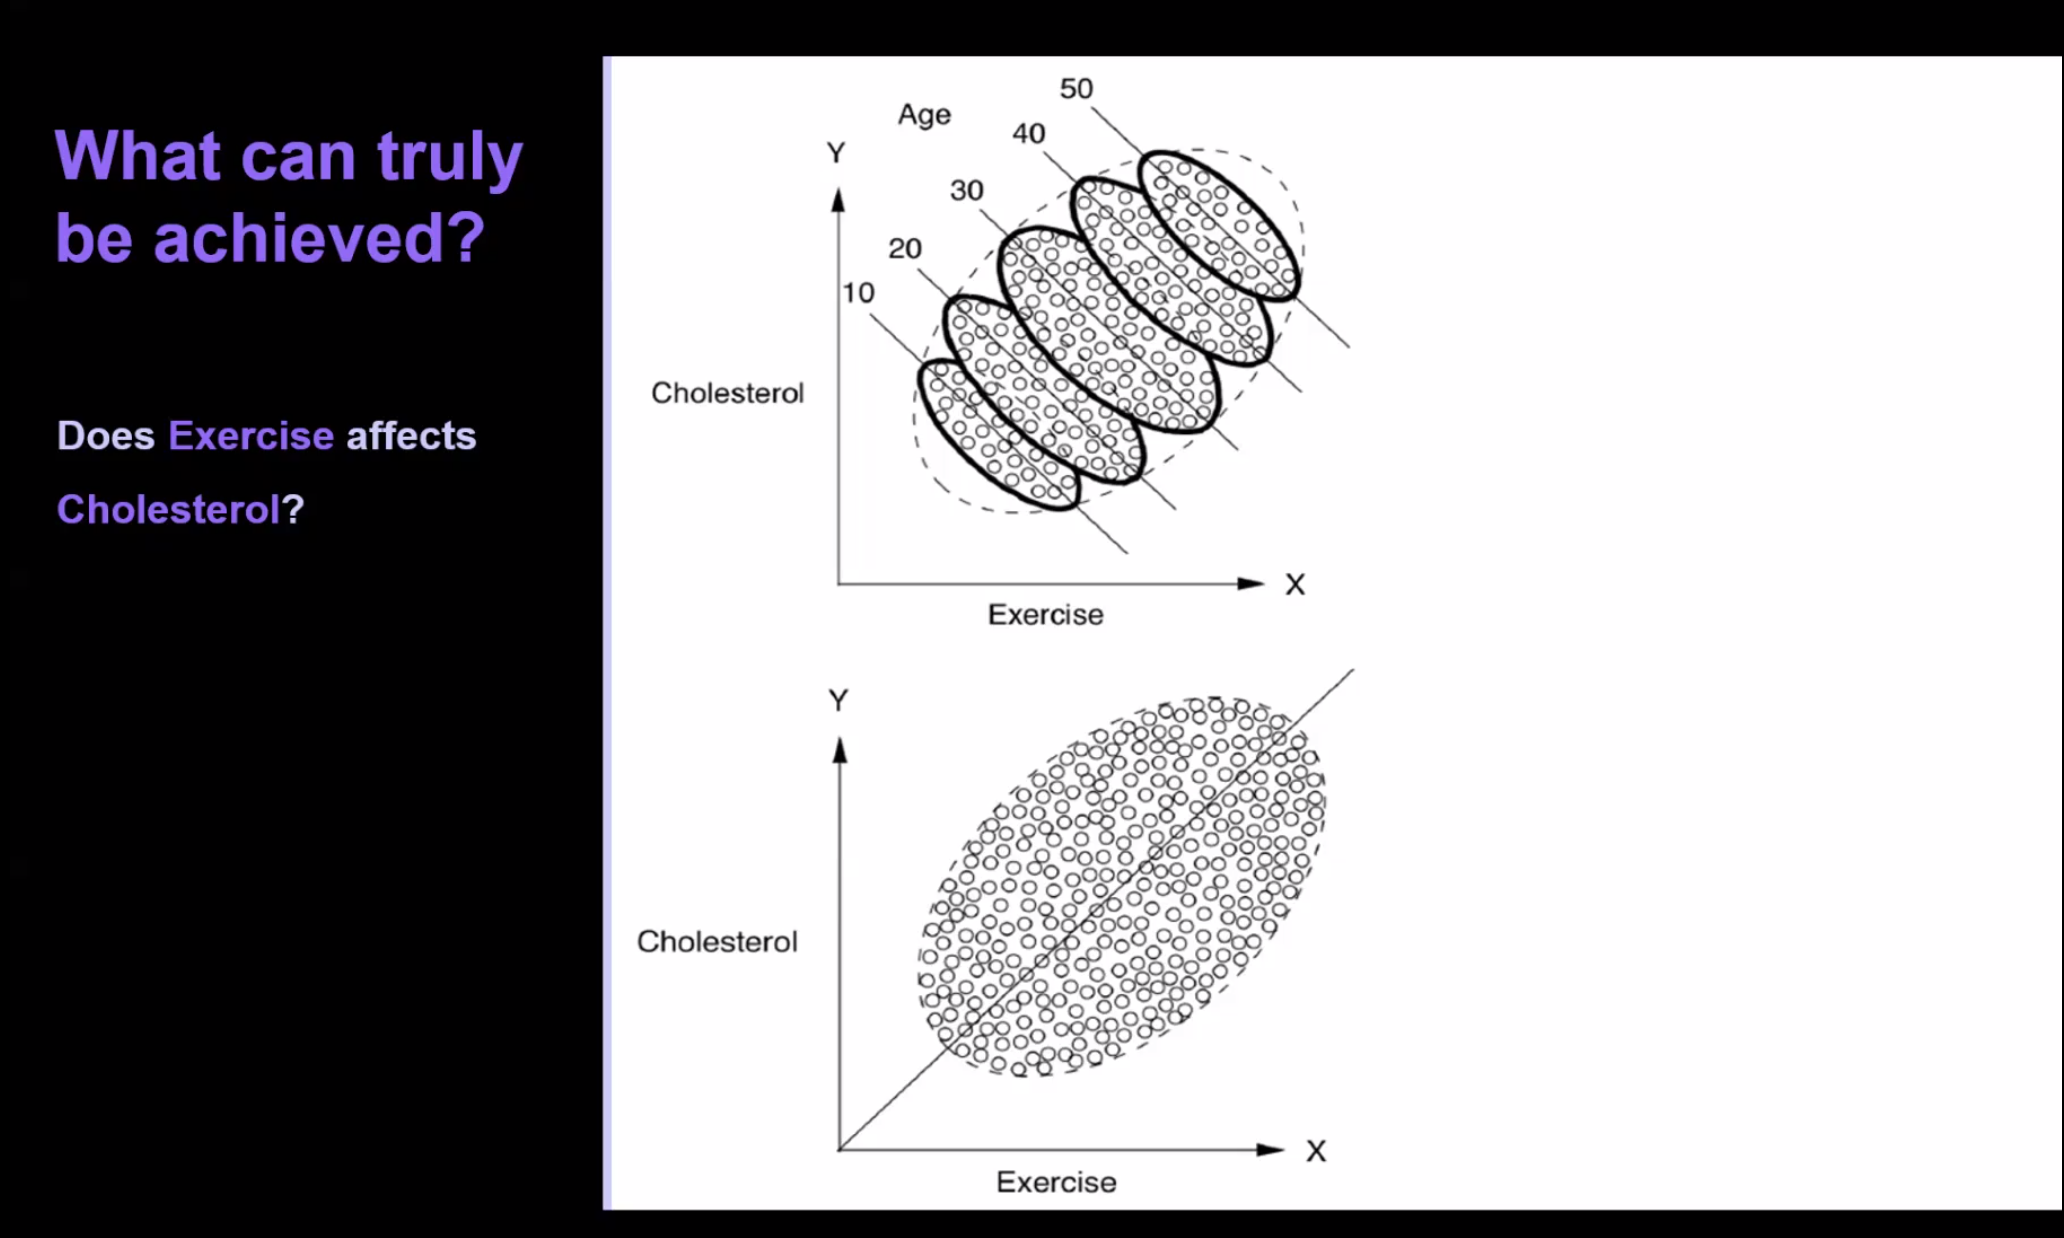 What can truly
be achieved?
Does Exercise affects
Cholesterol?
50
Age
40
Y
30
20
10
Cholesterol
X
Exercise
Y
Cholesterol
X
Exercise